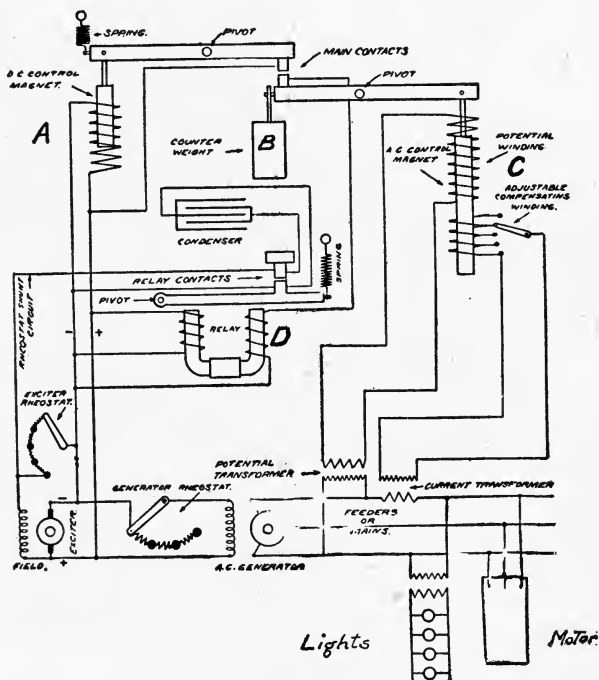 SPRING.
PIVOT
MAIN CONTACTS
D.C CONTROL
MAGNET.
PIVOT
A
B
COUNTER
WEIGHT
A C CONTROL
MAGNET
POTENTIAL
WINDING.
C
ADJUSTABLE
COMPENSATING
WINDING.
CONDENSER
SPRING
RELAY CONTACTS
PIVOT
RHEOSTAT SHUNT
CIRCUIT
- +
RELAY
D
EXCITER
RHEOSTAT.
POTENTIAL
TRANSFORMER
GENERATOR RHEOSTAT.
CURRENT TRANSFORMER
-
EXCITER.
+
FEEDERS
OR
MAINS.
FIELD.
A.C. GENERATOR
Lights
Motor.